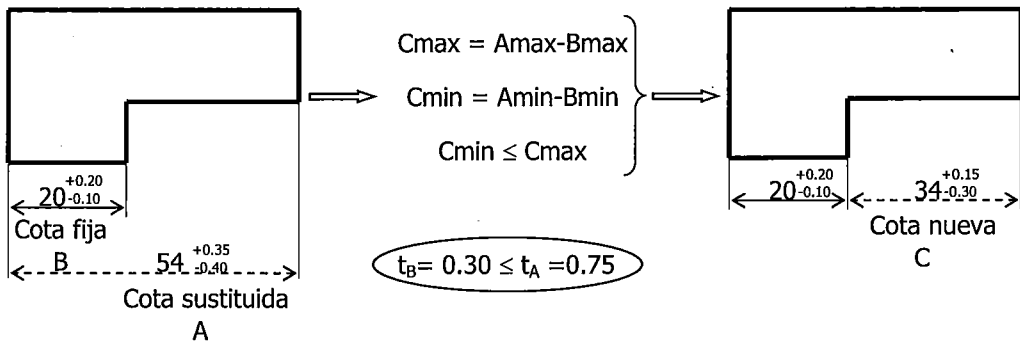 20 +0.20 -0.10
Cota fija
B
54 +0.35 -0.40
Cota sustituida
A
Cmax = Amax-Bmax
Cmin = Amin-Bmin
Cmin ≤ Cmax
tB= 0.30 ≤ tA =0.75
20 +0.20 -0.10
34 +0.15 -0.30
Cota nueva
C